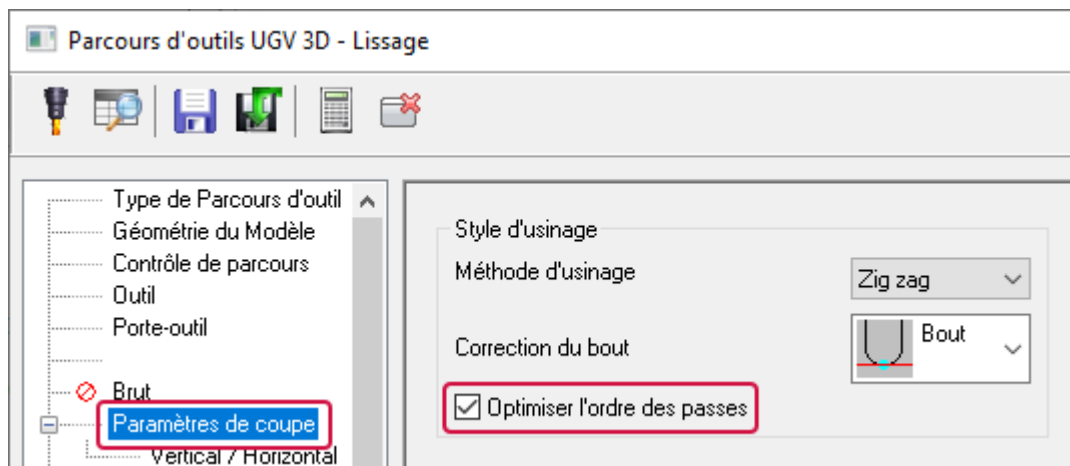 Parcours d'outils UGV 3D - Lissage
Type de Parcours d'outil
Géométrie du Modèle
Contrôle de parcours
Outil
Porte-outil
Brut
Paramètres de coupe
Vertical / Horizontal
Style d'usinage
Méthode d'usinage
Zig zag
Correction du bout
Bout
Optimiser l'ordre des passes